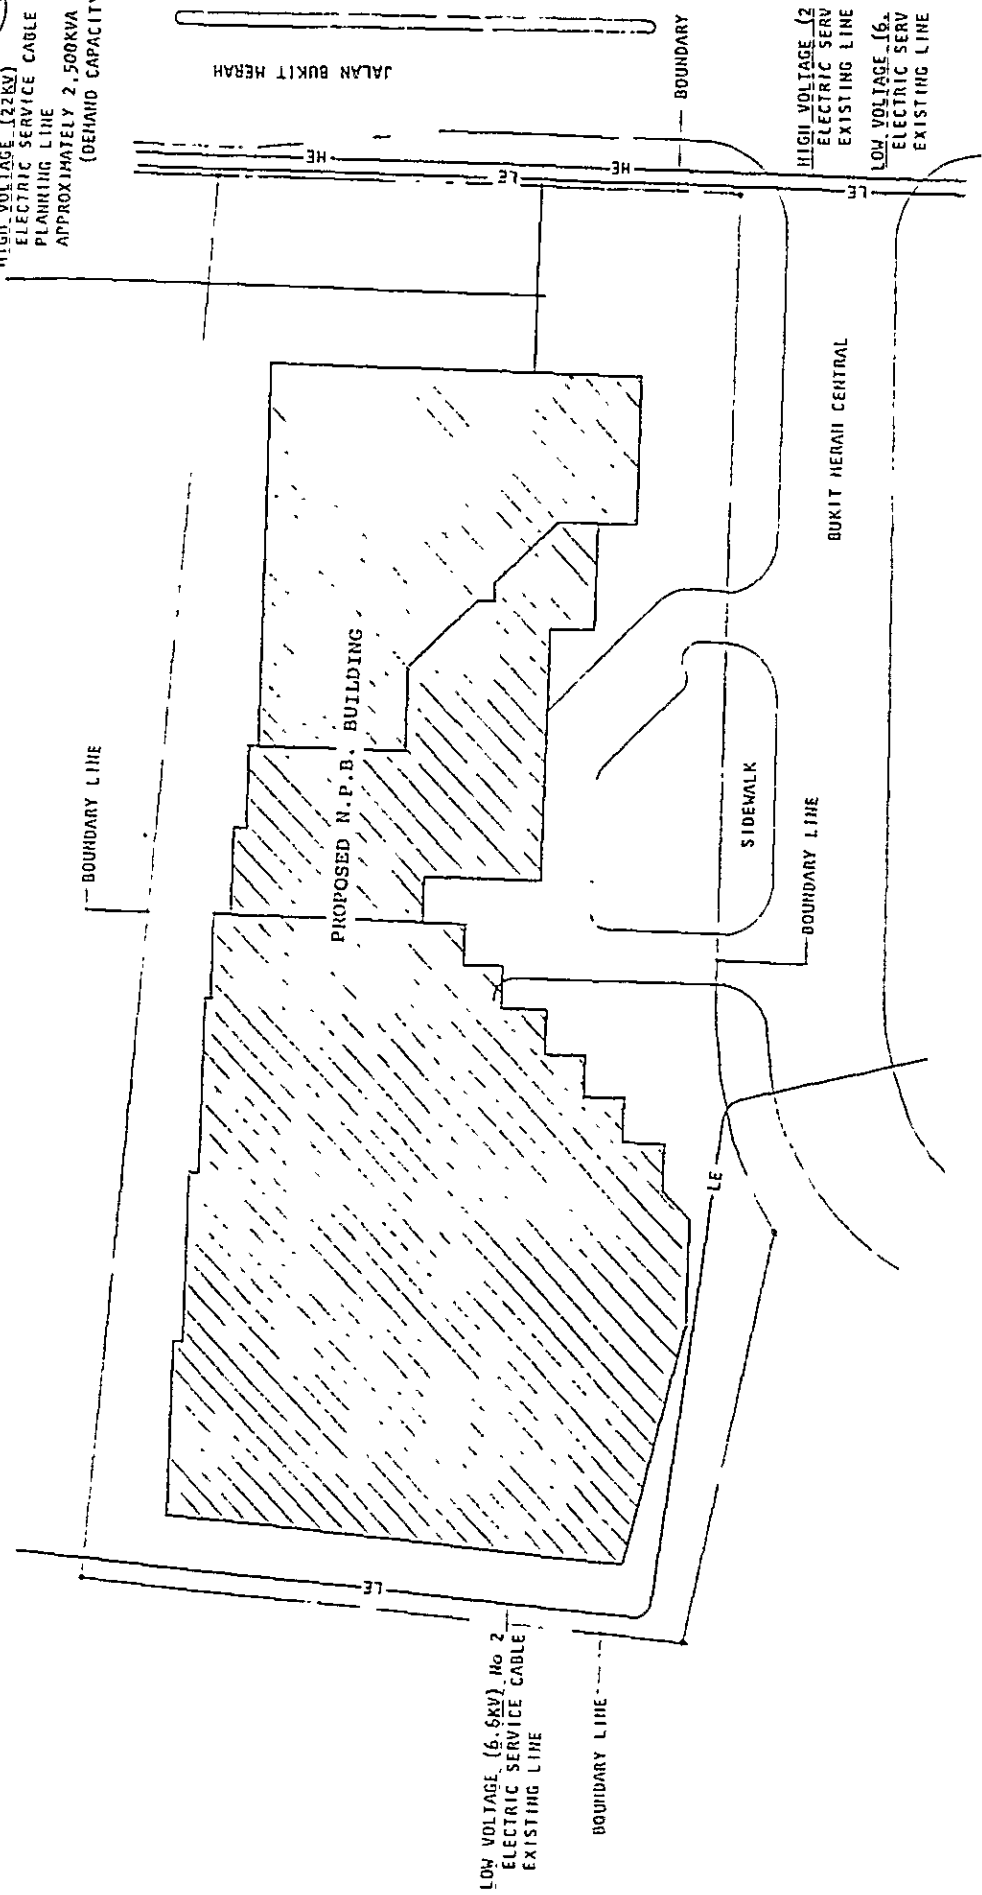 HIGH VOLTAGE (22KV)
ELECTRIC SERVICE CABLE
PLANNING LINE
APPROXIMATELY 2,500KVA
(DEMAND CAPACITY
JALAN BUKIT MERAH
BOUNDARY
HIGH VOLTAGE (2
ELECTRIC SERV
EXISTING LINE
LOW VOLTAGE (6.
ELECTRIC SERV
EXISTING LINE
HE
HE
LE
LE
BUKIT MERAH CENTRAL
BOUNDARY LINE
PROPOSED N.P.B. BUILDING
SIDEWALK
BOUNDARY LINE
LE
LE
LOW VOLTAGE (6.6KV) No 2
ELECTRIC SERVICE CABLE
EXISTING LINE
BOUNDARY LINE